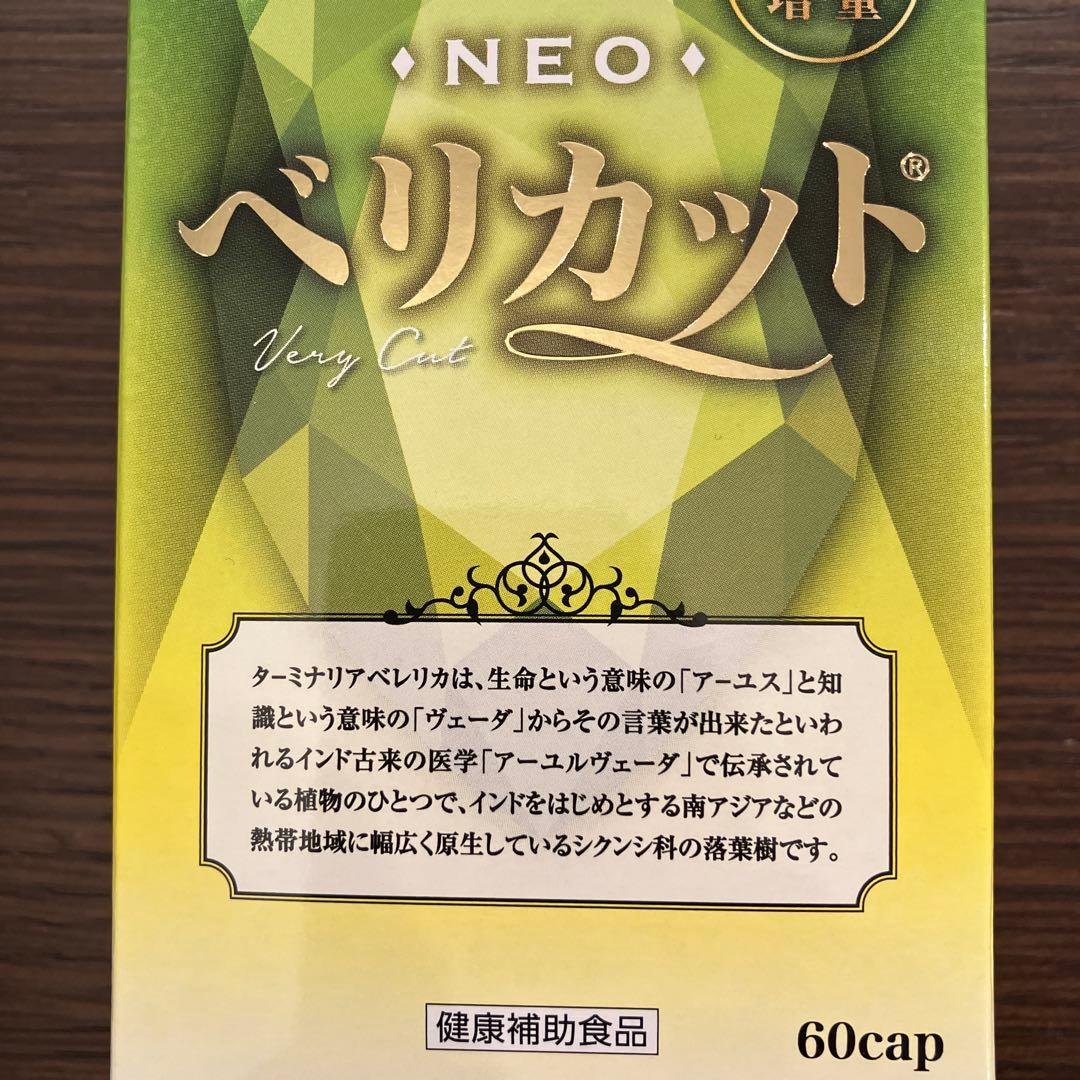 増量
NEO
ベリカット®
Very Cut
ターミナリアベレリカは、生命という意味の「アーユス」と知
識という意味の「ヴェーダ」からその言葉が出来たといわ
れるインド古来の医学「アーユルヴェーダ」で伝承されて
いる植物のひとつで、インドをはじめとする南アジアなどの
熱帯地域に幅広く原生しているシクンシ科の落葉樹です。
健康補助食品
60cap